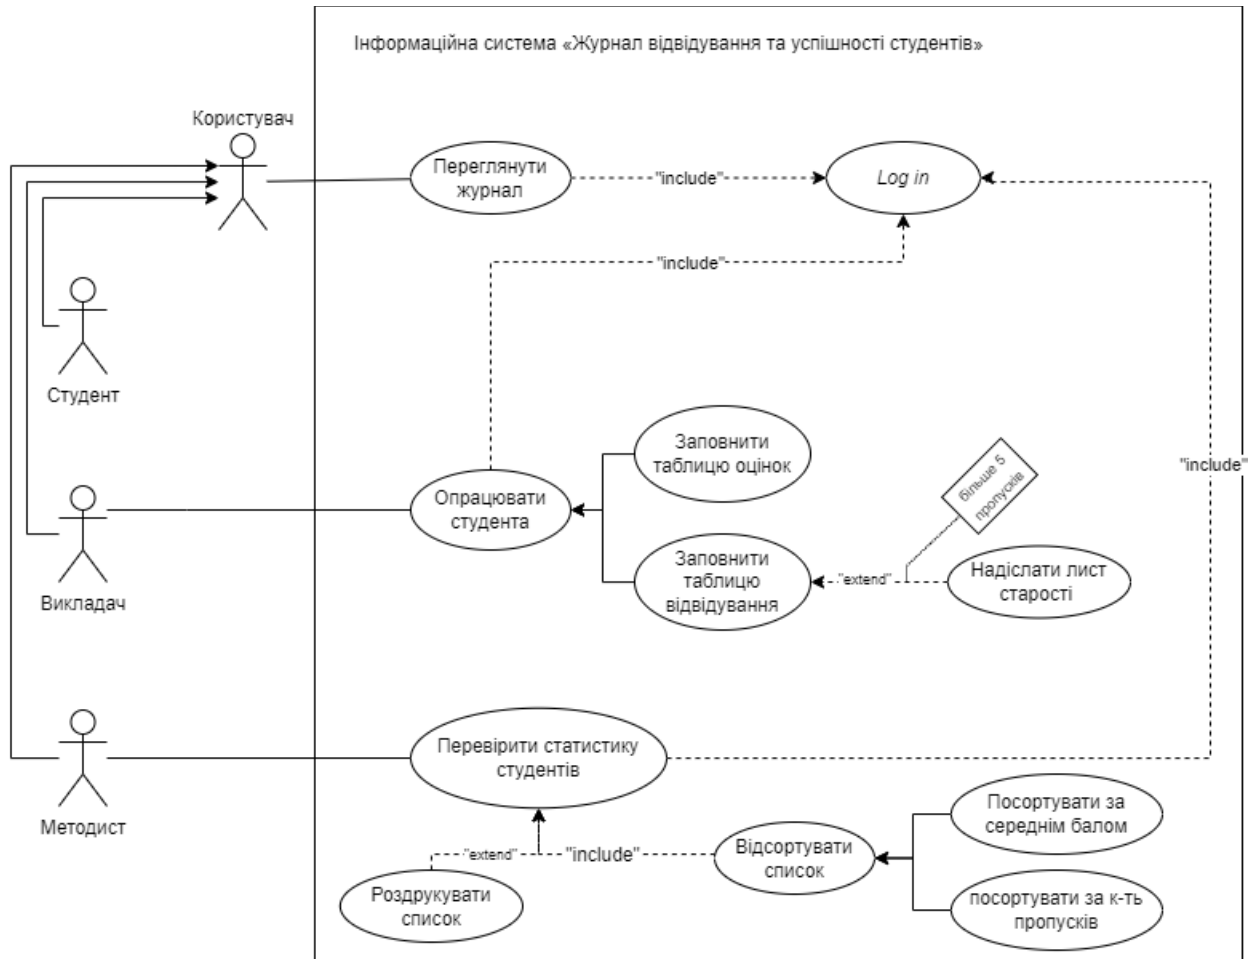 Інформаційна система «Журнал відвідування та успішності студентів»
Користувач
Переглянути
журнал
"include"
Log in
"include"
Студент
Заповнити
таблицю оцінок
більше 5
пропусків
"include"
Опрацювати
студента
Викладач
Заповнити
таблицю
відвідування
"extend"
Надіслати лист
старості
Перевірити статистику
студентів
Методист
Посортувати за
середнім балом
"extend"
"include"
Відсортувати
список
Роздрукувати
список
посортувати за к-ть
пропусків